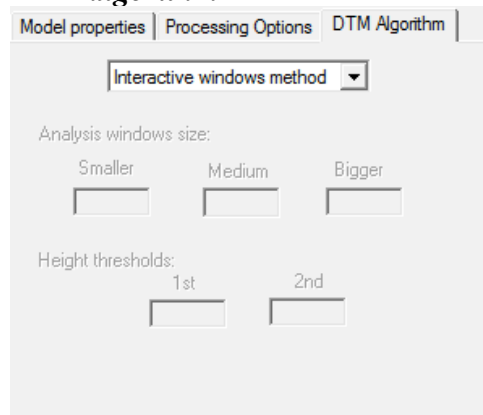 Model properties Processing Options DTM Algorithm
Interactive windows method
Analysis windows size:
Smaller Medium Bigger
Height thresholds:
1st 2nd